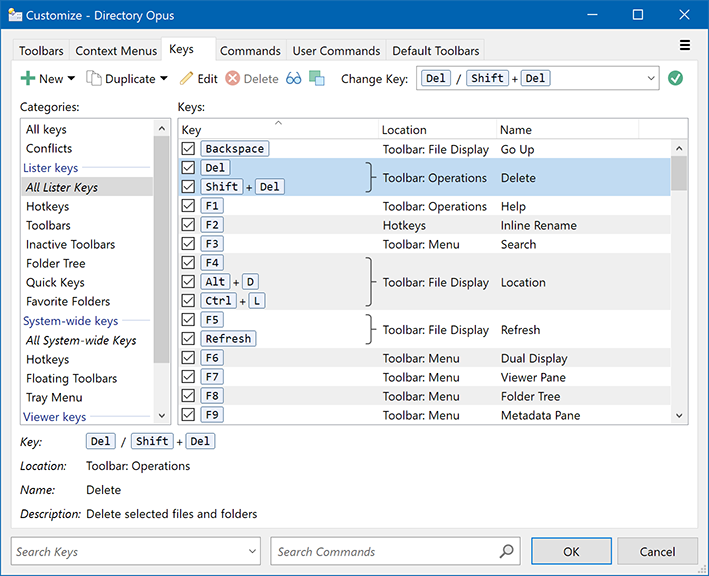 Customize - Directory Opus
Toolbars Context Menus Keys Commands User Commands Default Toolbars
New Duplicate Edit Delete Change Key: Del / Shift + Del
Categories:
All keys
Conflicts
Lister keys
All Lister Keys
Hotkeys
Toolbars
Inactive Toolbars
Folder Tree
Quick Keys
Favorite Folders
System-wide keys
All System-wide Keys
Hotkeys
Floating Toolbars
Tray Menu
Viewer keys
Keys:
Key Location Name
Backspace Toolbar: File Display Go Up
Del
Shift + Del Toolbar: Operations Delete
F1 Toolbar: Operations Help
F2 Hotkeys Inline Rename
F3 Toolbar: Menu Search
F4
Alt + D Toolbar: File Display Location
Ctrl + L
F5
Refresh Toolbar: File Display Refresh
F6 Toolbar: Menu Dual Display
F7 Toolbar: Menu Viewer Pane
F8 Toolbar: Menu Folder Tree
F9 Toolbar: Menu Metadata Pane
Key: Del / Shift + Del
Location: Toolbar: Operations
Name: Delete
Description: Delete selected files and folders
Search Keys Search Commands OK Cancel